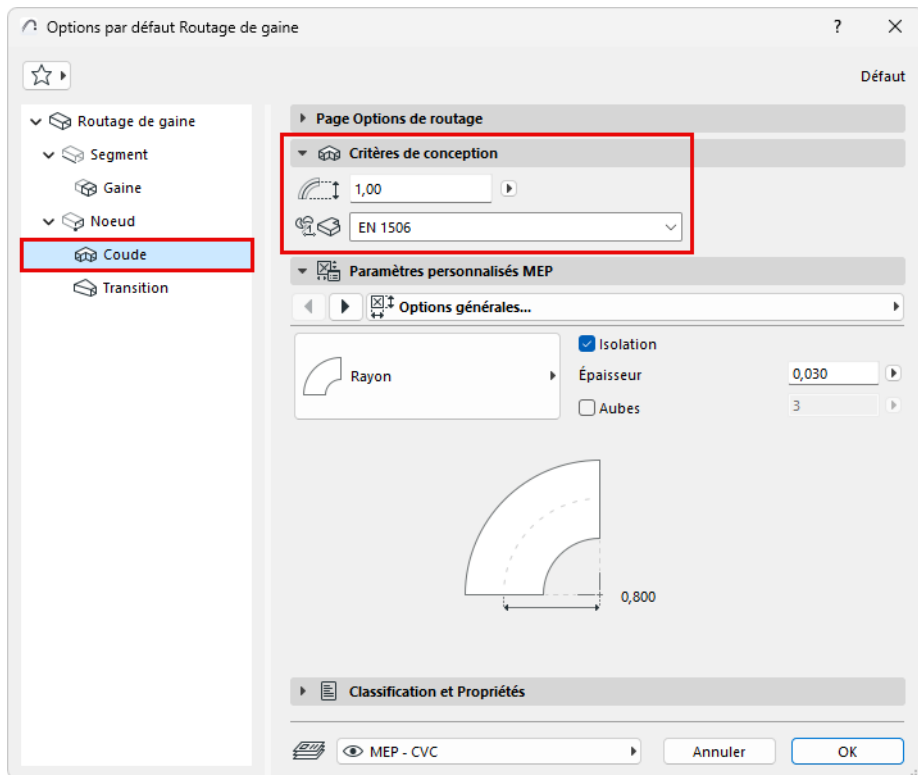 Options par défaut Routage de gaine
?
Défaut
Routage de gaine
Segment
Gaine
Noeud
Coude
Transition
Page Options de routage
Critères de conception
1,00
EN 1506
Paramètres personnalisés MEP
Options générales...
Rayon
Isolation
Épaisseur
0,030
Aubes
3
0,800
Classification et Propriétés
MEP - CVC
Annuler
OK